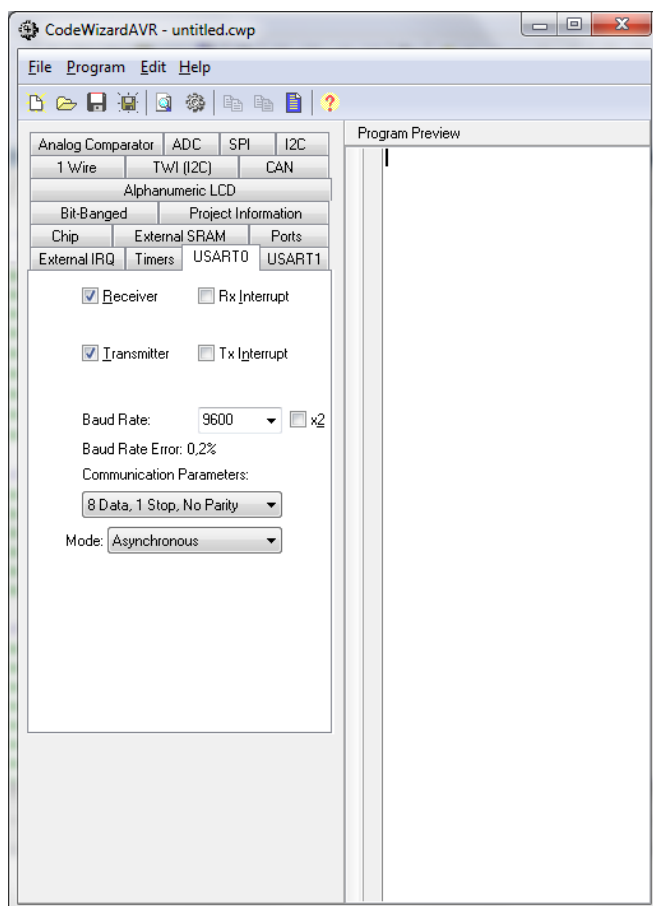 CodeWizardAVR - untitled.cwp
File Program Edit Help
Program Preview
Analog Comparator ADC SPI I2C
1 Wire TWI (I2C) CAN
Alphanumeric LCD
Bit-Banged Project Information
Chip External SRAM Ports
External IRQ Timers USART0 USART1
Receiver Rx Interrupt
Transmitter Tx Interrupt
Baud Rate: 9600 x2
Baud Rate Error: 0,2%
Communication Parameters:
8 Data, 1 Stop, No Parity
Mode: Asynchronous